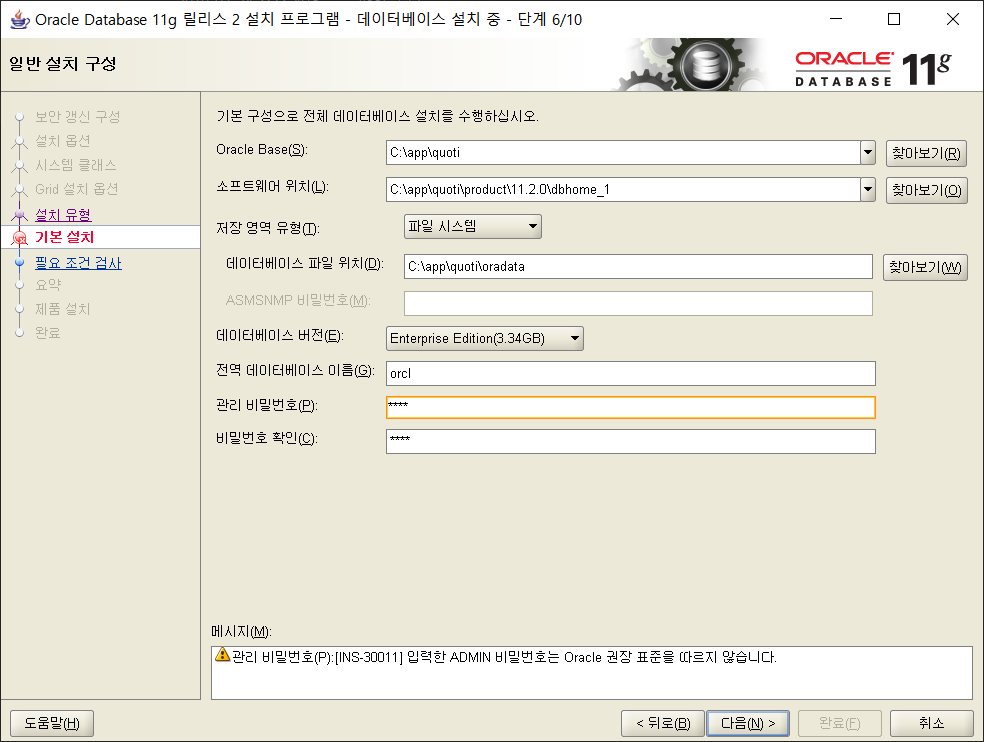 Oracle Database 11g 릴리스 2 설치 프로그램 - 데이터베이스 설치 중 - 단계 6/10
일반 설치 구성
ORACLE
DATABASE 11g
보안 갱신 구성
설치 옵션
시스템 클래스
Grid 설치 옵션
설치 유형
기본 설치
필요 조건 검사
요약
제품 설치
완료
기본 구성으로 전체 데이터베이스 설치를 수행하십시오.
Oracle Base(S): C:\app\quoti 찾아보기(R)
소프트웨어 위치(L): C:\app\quoti\product\11.2.0\dbhome_1 찾아보기(O)
저장 영역 유형(T): 파일 시스템
데이터베이스 파일 위치(D): C:\app\quoti\oradata 찾아보기(W)
ASMSNMP 비밀번호(M):
데이터베이스 버전(E): Enterprise Edition(3.34GB)
전역 데이터베이스 이름(G): orcl
관리 비밀번호(P): ****
비밀번호 확인(C): ****
메시지(M):
관리 비밀번호(P):[INS-30011] 입력한 ADMIN 비밀번호는 Oracle 권장 표준을 따르지 않습니다.
도움말(H) < 뒤로(B) 다음(N) > 완료(F) 취소